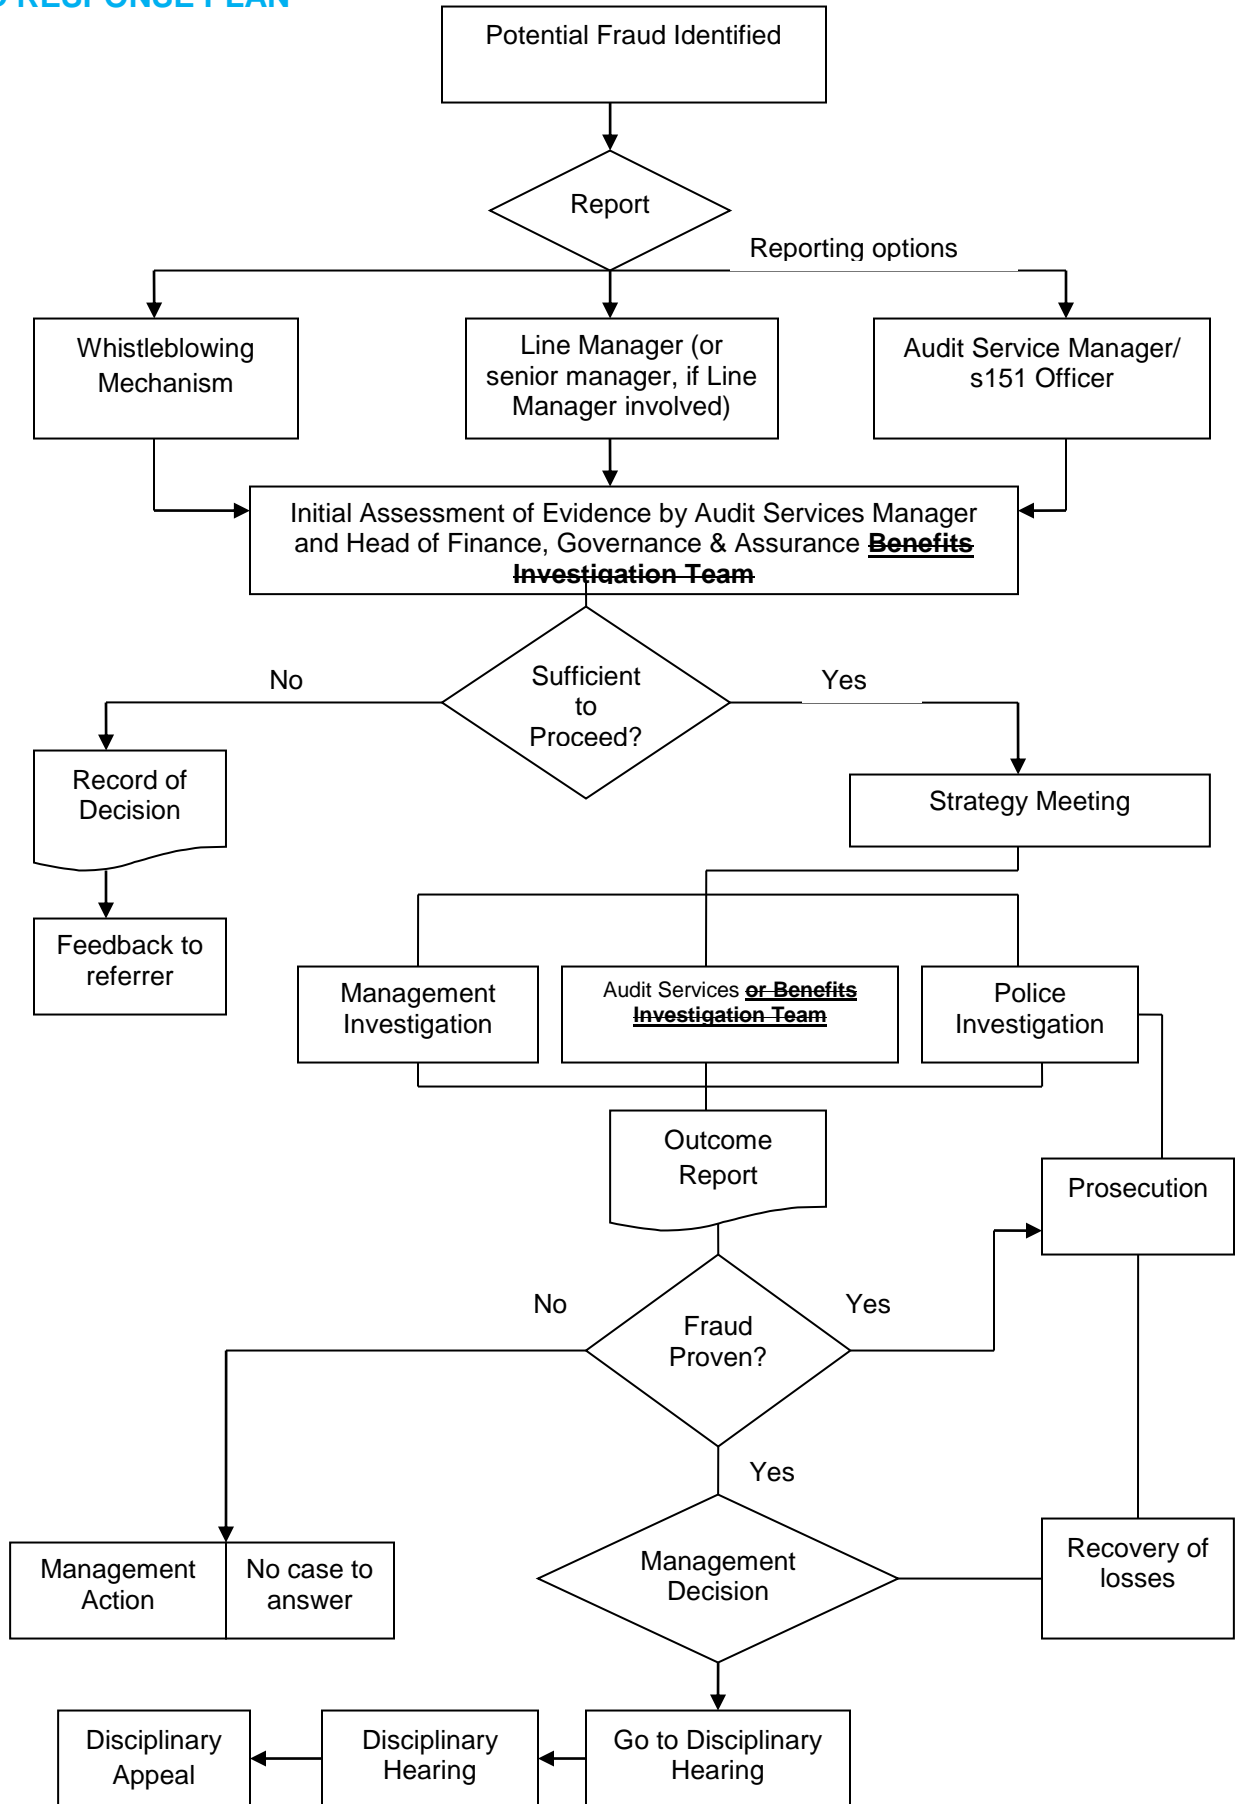 RESPONSE PLAN
Potential Fraud Identified
Report
Reporting options
Whistleblowing
Mechanism
Line Manager (or
senior manager, if Line
Manager involved)
Audit Service Manager/
s151 Officer
Initial Assessment of Evidence by Audit Services Manager
and Head of Finance, Governance & Assurance Benefits
Investigation Team
No
Sufficient
to
Proceed?
Yes
Record of
Decision
Strategy Meeting
Feedback to
referrer
Management
Investigation
Audit Services or Benefits
Investigation Team
Police
Investigation
Outcome
Report
Prosecution
No
Fraud
Proven?
Yes
Yes
Management
Action
No case to
answer
Management
Decision
Recovery of
losses
Disciplinary
Appeal
Disciplinary
Hearing
Go to Disciplinary
Hearing